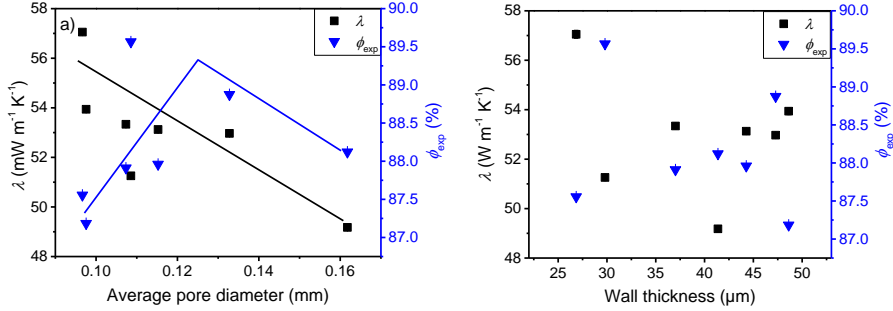 a)
λ
ϕexp
58
56
54
52
50
48
λ (mW m-1 K-1)
90.0
89.5
89.0
88.5
88.0
87.5
87.0
ϕexp (%)
0.10 0.12 0.14 0.16
Average pore diameter (mm)
λ
ϕexp
58
56
54
52
50
48
λ (W m-1 K-1)
90.0
89.5
89.0
88.5
88.0
87.5
87.0
ϕexp (%)
25 30 35 40 45 50
Wall thickness (μm)